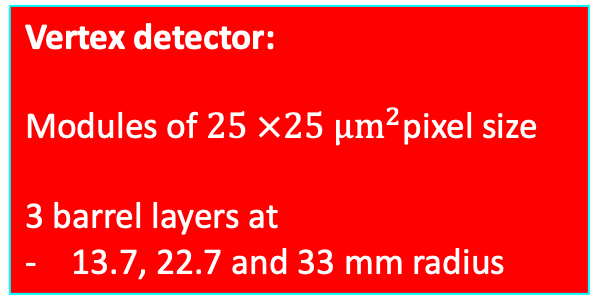 Vertex detector:
Modules of 25 ×25 μm²pixel size
3 barrel layers at
- 13.7, 22.7 and 33 mm radius